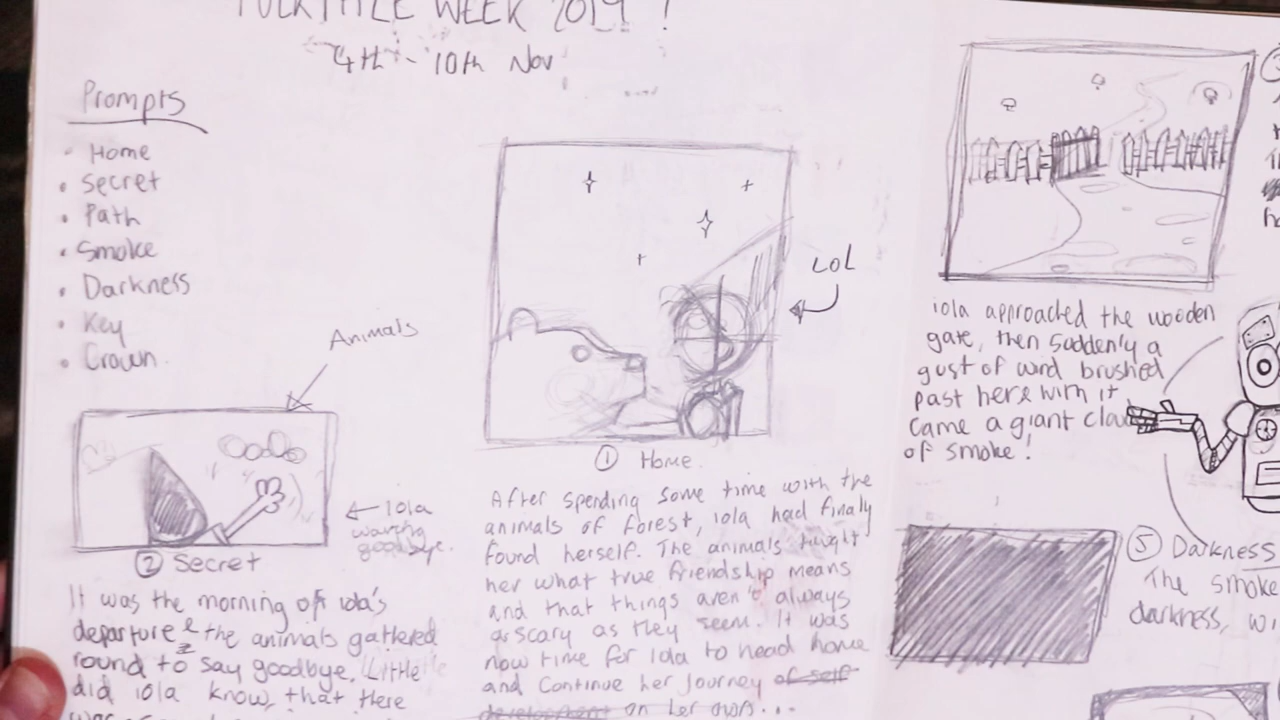 FOLKTALE WEEK 2019 !
4th - 10th Nov
Prompts
• Home
• Secret
• Path
• Smoke
• Darkness
• Key
• Crown
Animals
← Iola
waving
goodbye.
② Secret
It was the morning of iola's
departure & the animals gathered
round to say goodbye. Little
did iola know, that there
LOL
① Home.
After spending some time with the
animals of forest, iola had finally
found herself. The animals taught
her what true friendship means
and that things aren't always
as scary as they seem. It was
now time for Iola to head home
and continue her journey of self
development on her own...
iola approached the wooden
gate, then suddenly a
gust of wind brushed
past her & with it
came a giant cloud
of smoke!
⑤ Darkness
The smoke
darkness, wi